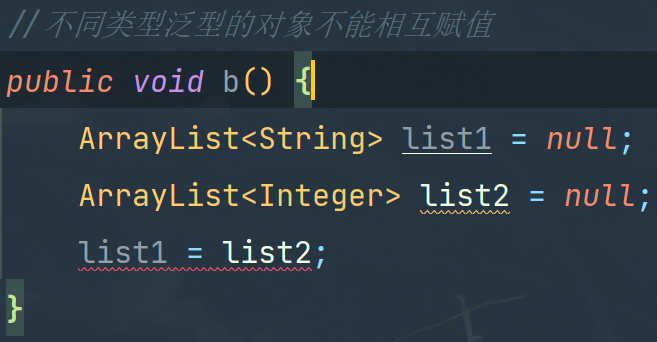 //不同类型泛型的对象不能相互赋值
public void b() {
ArrayList<String> list1 = null;
ArrayList<Integer> list2 = null;
list1 = list2;
}